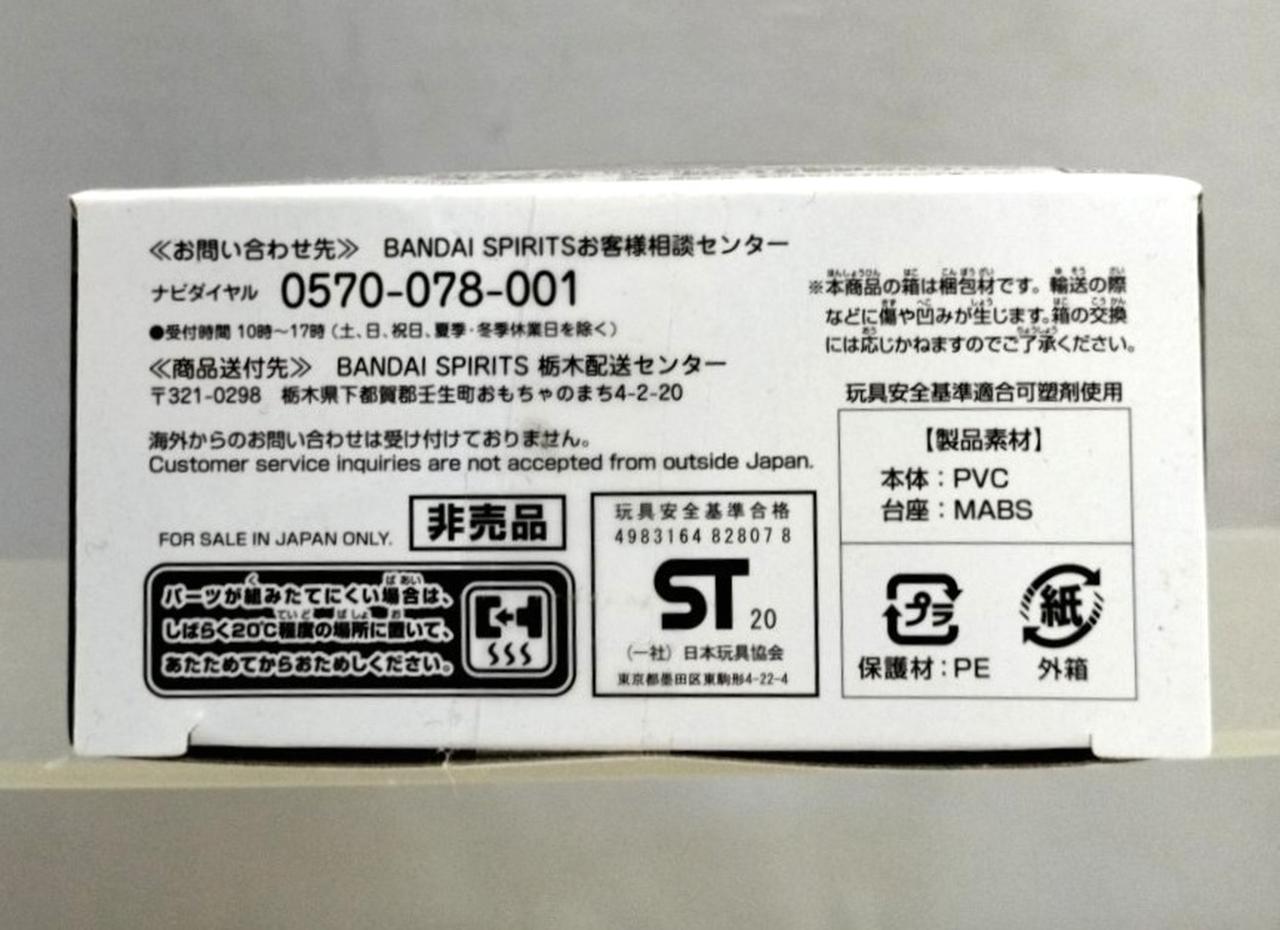 ≪お問い合わせ先≫ BANDAI SPIRITSお客様相談センター
ナビダイヤル 0570-078-001
●受付時間 10時〜17時（土、日、祝日、夏季・冬季休業日を除く）
≪商品送付先≫ BANDAI SPIRITS 栃木配送センター
〒321-0298 栃木県下都賀郡壬生町おもちゃのまち4-2-20
海外からのお問い合わせは受け付けておりません。
Customer service inquiries are not accepted from outside Japan.
FOR SALE IN JAPAN ONLY.
非売品
パーツが組みたてにくい場合は、
しばらく20℃程度の場所に置いて、
あたためてからおためしください。
玩具安全基準合格
4983164 82807 8
ST 20
（一社）日本玩具協会
東京都墨田区東駒形4-22-4
※本商品の箱は梱包材です。輸送の際
などに傷や凹みが生じます。箱の交換
には応じかねますのでご了承ください。
玩具安全基準適合可塑剤使用
【製品素材】
本体：PVC
台座：MABS
プラ
保護材：PE
紙
外箱